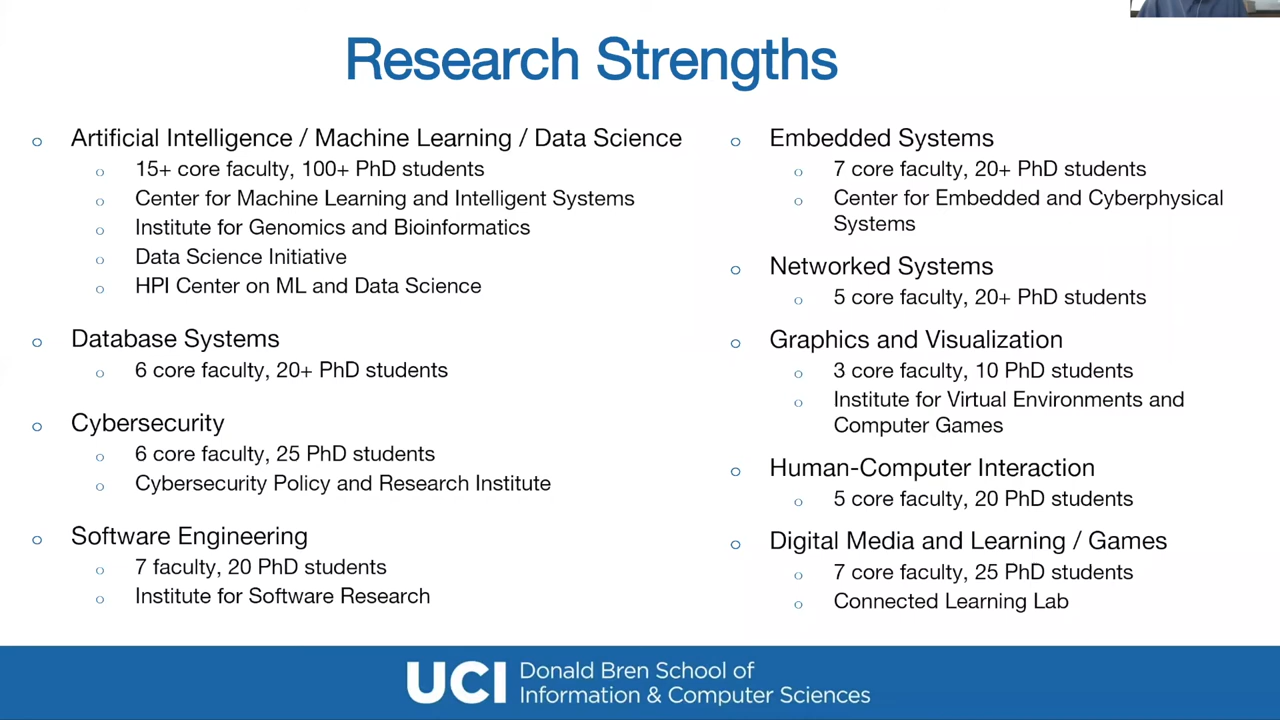 Research Strengths
o Artificial Intelligence / Machine Learning / Data Science
o 15+ core faculty, 100+ PhD students
o Center for Machine Learning and Intelligent Systems
o Institute for Genomics and Bioinformatics
o Data Science Initiative
o HPI Center on ML and Data Science
o Database Systems
o 6 core faculty, 20+ PhD students
o Cybersecurity
o 6 core faculty, 25 PhD students
o Cybersecurity Policy and Research Institute
o Software Engineering
o 7 faculty, 20 PhD students
o Institute for Software Research
o Embedded Systems
o 7 core faculty, 20+ PhD students
o Center for Embedded and Cyberphysical
Systems
o Networked Systems
o 5 core faculty, 20+ PhD students
o Graphics and Visualization
o 3 core faculty, 10 PhD students
o Institute for Virtual Environments and
Computer Games
o Human-Computer Interaction
o 5 core faculty, 20 PhD students
o Digital Media and Learning / Games
o 7 core faculty, 25 PhD students
o Connected Learning Lab
UCI Donald Bren School of
Information & Computer Sciences